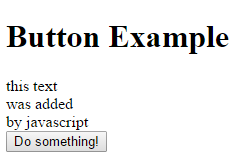 Button Example
this text
was added
by javascript
Do something!